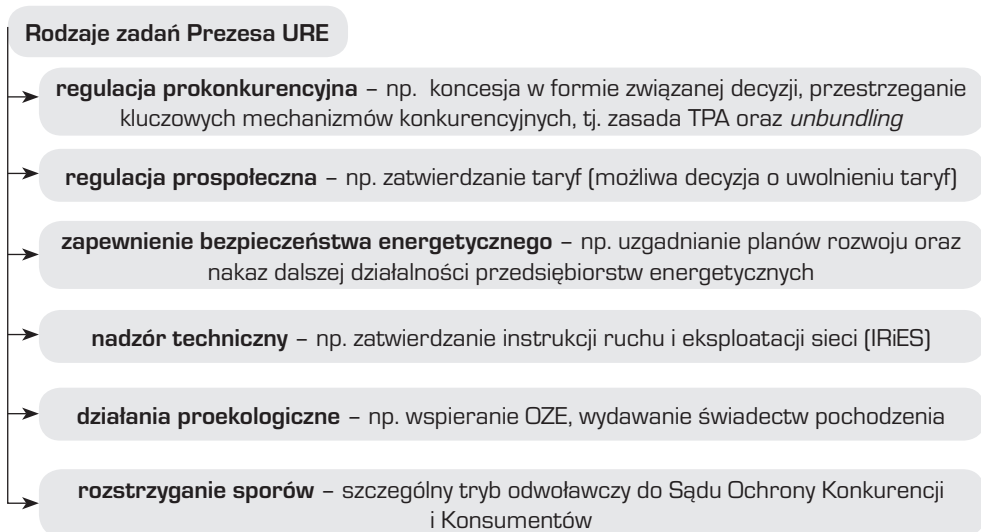 Rodzaje zadań Prezesa URE
regulacja prokonkurencyjna – np. koncesja w formie związanej decyzji, przestrzeganie
kluczowych mechanizmów konkurencyjnych, tj. zasada TPA oraz unbundling
regulacja prospołeczna – np. zatwierdzanie taryf (możliwa decyzja o uwolnieniu taryf)
zapewnienie bezpieczeństwa energetycznego – np. uzgadnianie planów rozwoju oraz
nakaz dalszej działalności przedsiębiorstw energetycznych
nadzór techniczny – np. zatwierdzanie instrukcji ruchu i eksploatacji sieci (IRiES)
działania proekologiczne – np. wspieranie OZE, wydawanie świadectw pochodzenia
rozstrzyganie sporów – szczególny tryb odwoławczy do Sądu Ochrony Konkurencji
i Konsumentów